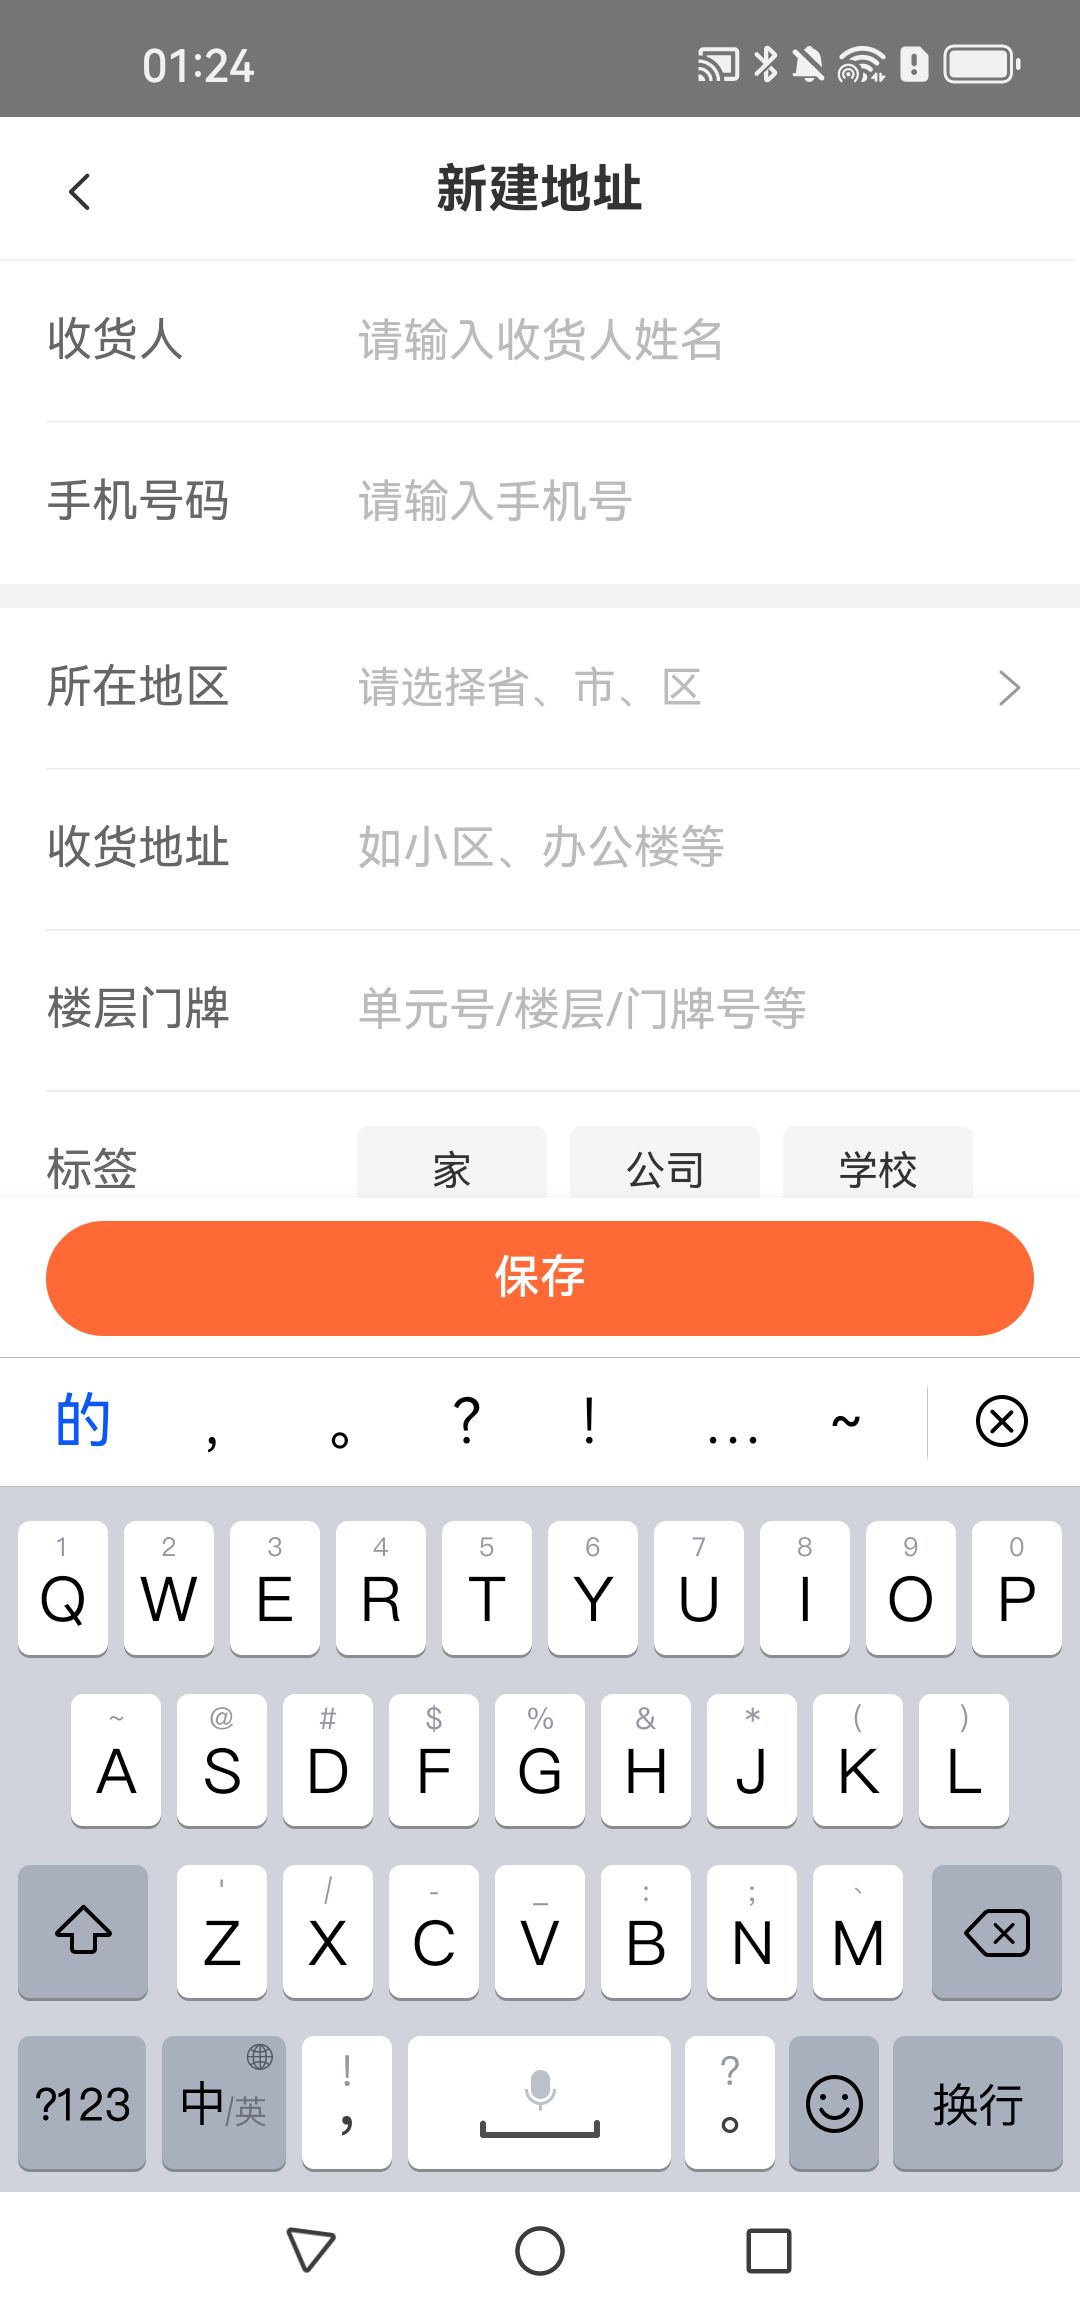 01:24
新建地址
收货人 请输入收货人姓名
手机号码 请输入手机号
所在地区 请选择省、市、区
收货地址 如小区、办公楼等
楼层门牌 单元号/楼层/门牌号等
标签 家 公司 学校
保存
的 , 。 ? ! ... ~
1 2 3 4 5 6 7 8 9 0
Q W E R T Y U I O P
~ @ # $ % & * ( )
A S D F G H J K L
' / - _ : ; 、
Z X C V B N M
! ?
?123 中/英 , 。 换行